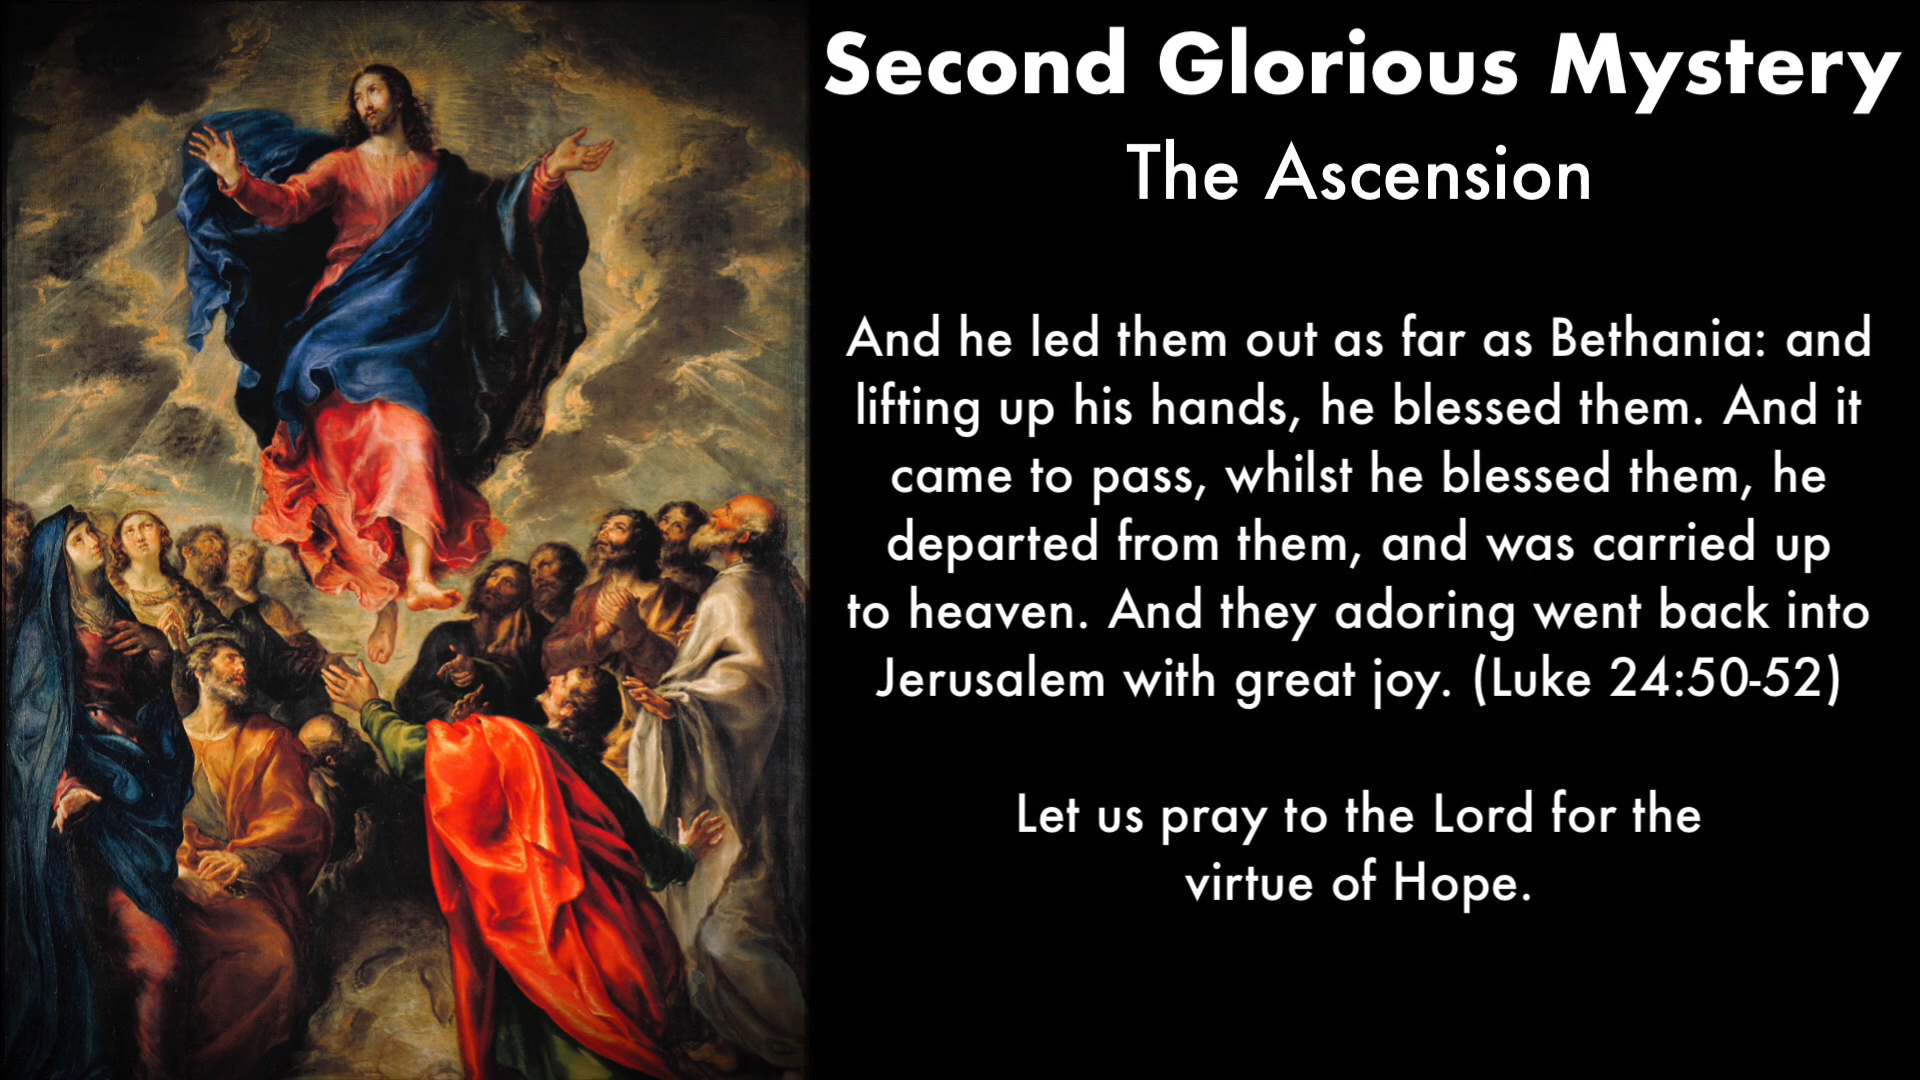 Second Glorious Mystery
The Ascension
And he led them out as far as Bethania: and
lifting up his hands, he blessed them. And it
came to pass, whilst he blessed them, he
departed from them, and was carried up
to heaven. And they adoring went back into
Jerusalem with great joy. (Luke 24:50-52)
Let us pray to the Lord for the
virtue of Hope.